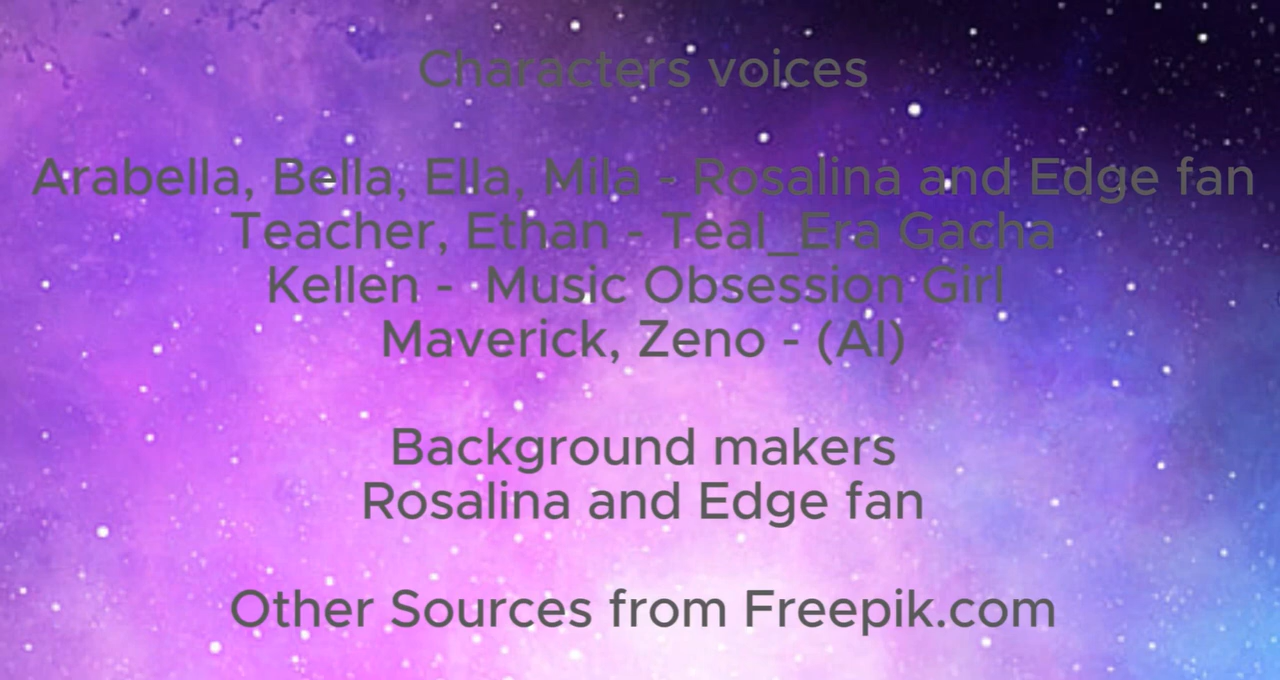 Characters voices
Arabella, Bella, Ella, Mila - Rosalina and Edge fan
Teacher, Ethan - Teal_Era Gacha
Kellen -  Music Obsession Girl
Maverick, Zeno - (AI)
Background makers
Rosalina and Edge fan
Other Sources from Freepik.com